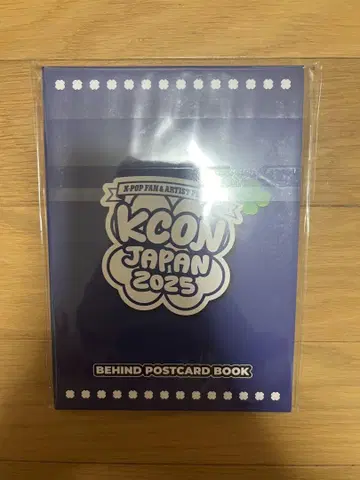 K-POP FAN & ARTIST
KCON
JAPAN
2025
BEHIND POSTCARD BOOK